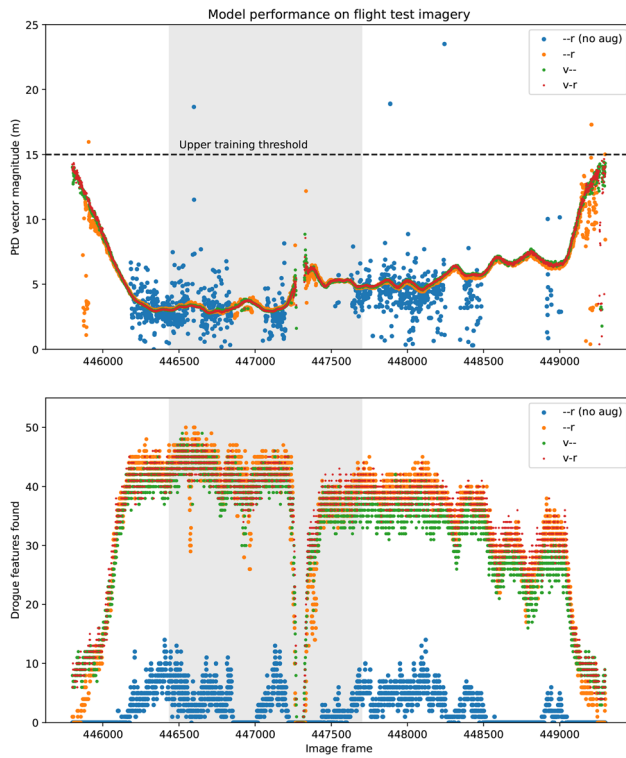 Model performance on flight test imagery
PtD vector magnitude (m)
25
20
15
10
5
0
Upper training threshold
--r (no aug)
--r
v--
v-r
446000
446500
447000
447500
448000
448500
449000
Drogue features found
50
40
30
20
10
0
--r (no aug)
--r
v--
v-r
446000
446500
447000
447500
448000
448500
449000
Image frame